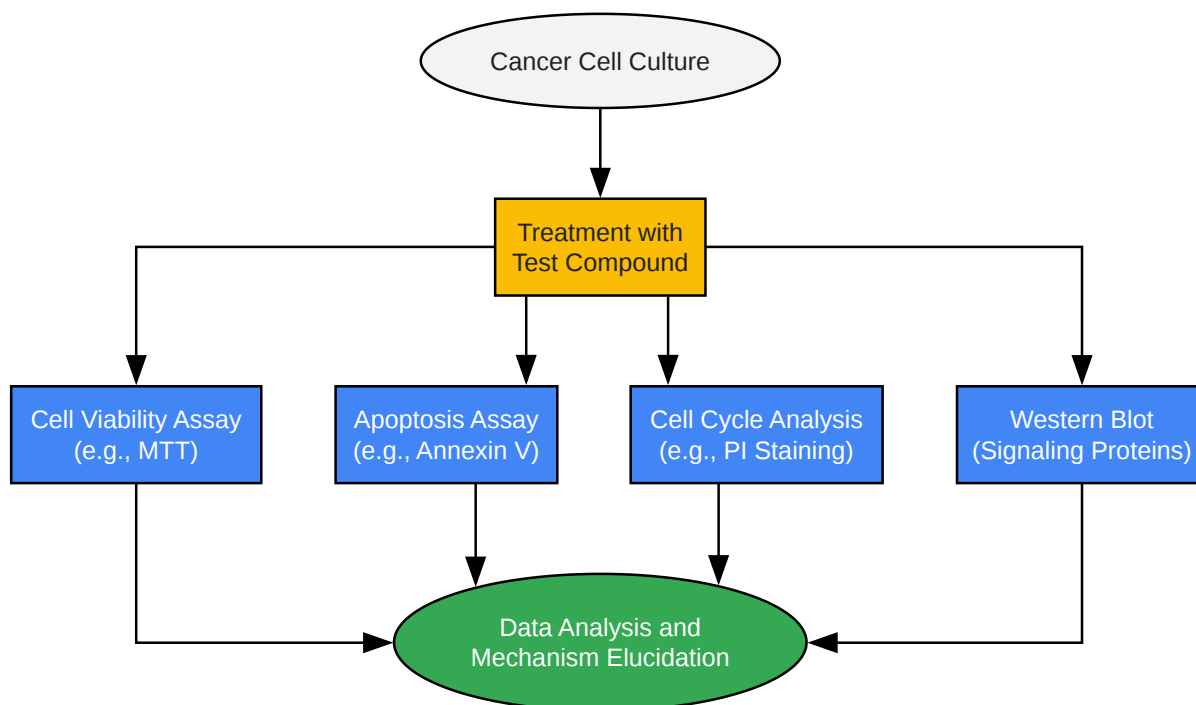 Cancer Cell Culture
Treatment with
Test Compound
Cell Viability Assay
(e.g., MTT)
Apoptosis Assay
(e.g., Annexin V)
Cell Cycle Analysis
(e.g., PI Staining)
Western Blot
(Signaling Proteins)
Data Analysis and
Mechanism Elucidation